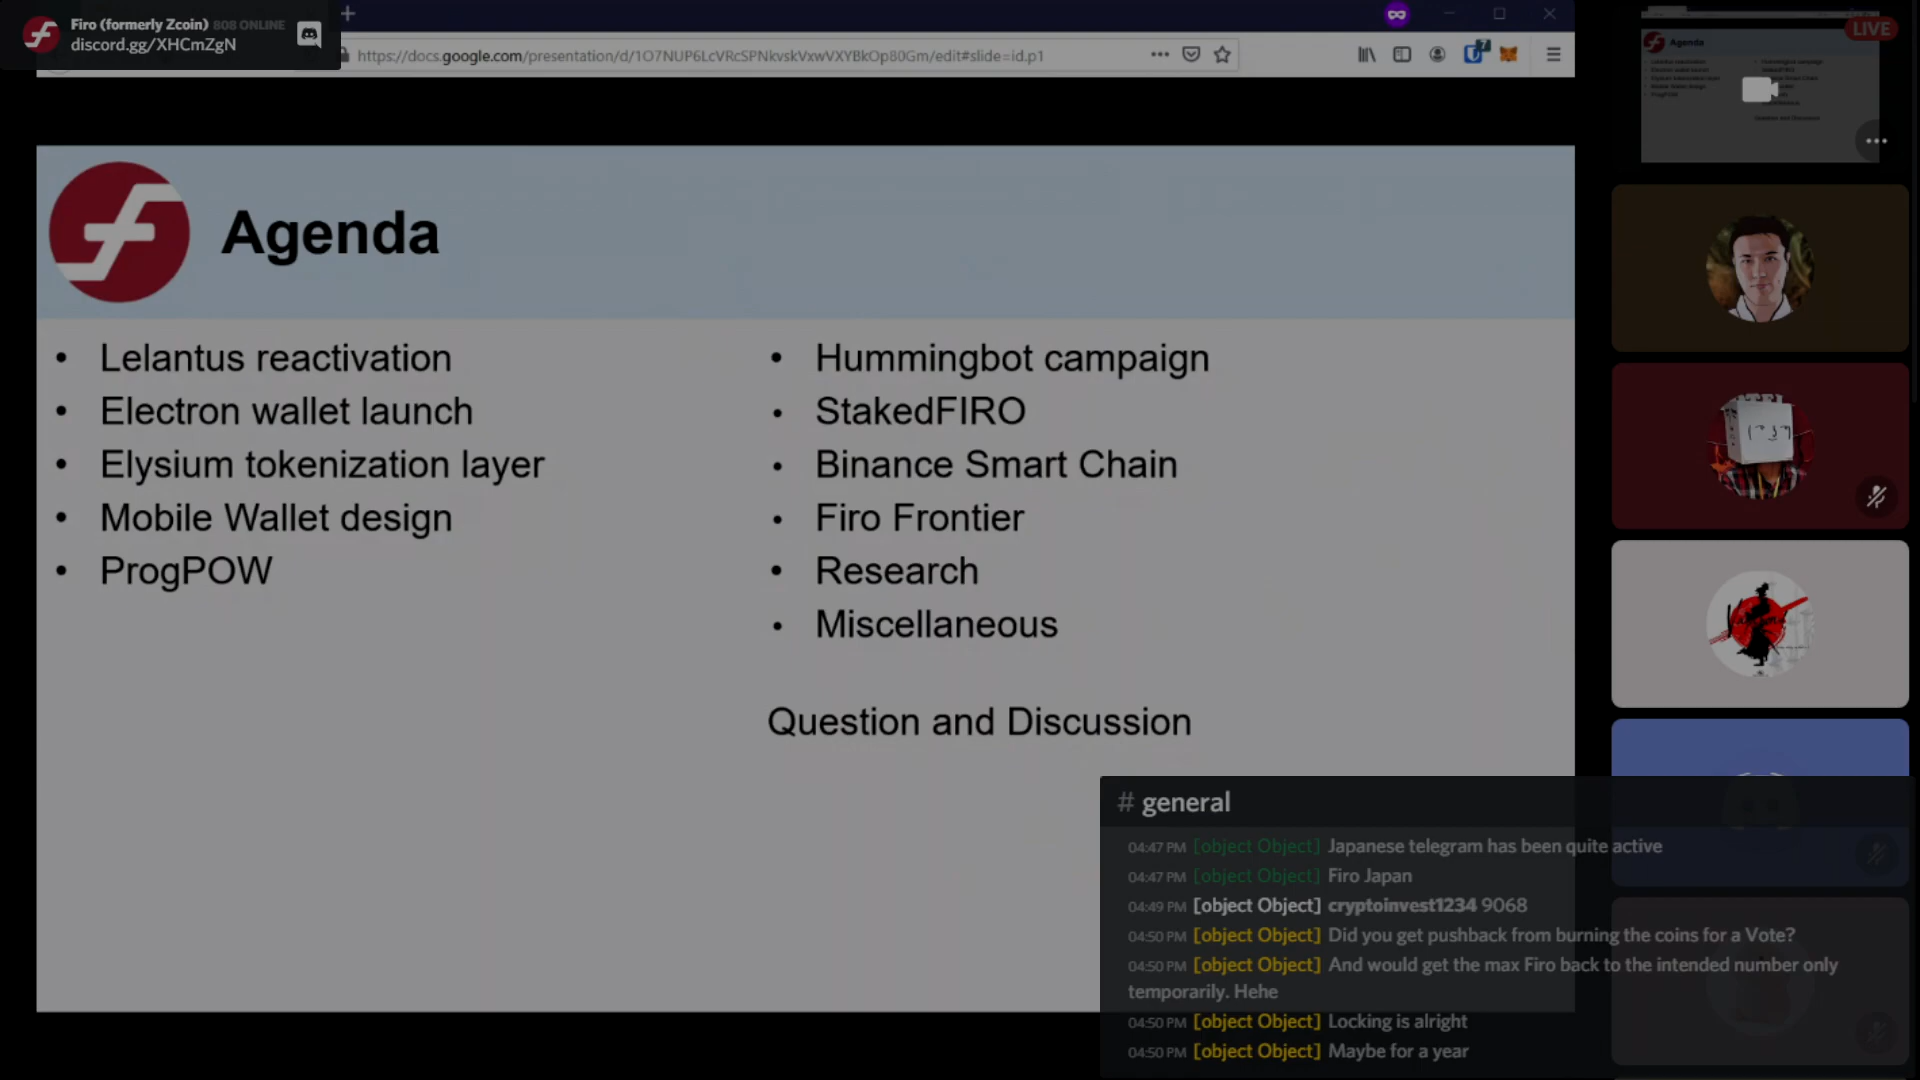 Firo (formerly Zcoin) 808 ONLINE
discord.gg/XHCmZgN
https://docs.google.com/presentation/d/1O7NUP6LcVRcSPNkvskVxwVXYBkOp80Gm/edit#slide=id.p1
LIVE
Agenda
Agenda
• Lelantus reactivation
• Electron wallet launch
• Elysium tokenization layer
• Mobile Wallet design
• ProgPOW
• Hummingbot campaign
• StakedFIRO
• Binance Smart Chain
• Firo Frontier
• Research
• Miscellaneous
Question and Discussion
# general
04:47 PM [object Object] Japanese telegram has been quite active
04:47 PM [object Object] Firo Japan
04:49 PM [object Object] cryptoinvest1234 9068
04:50 PM [object Object] Did you get pushback from burning the coins for a Vote?
04:50 PM [object Object] And would get the max Firo back to the intended number only
temporarily. Hehe
04:50 PM [object Object] Locking is alright
04:50 PM [object Object] Maybe for a year